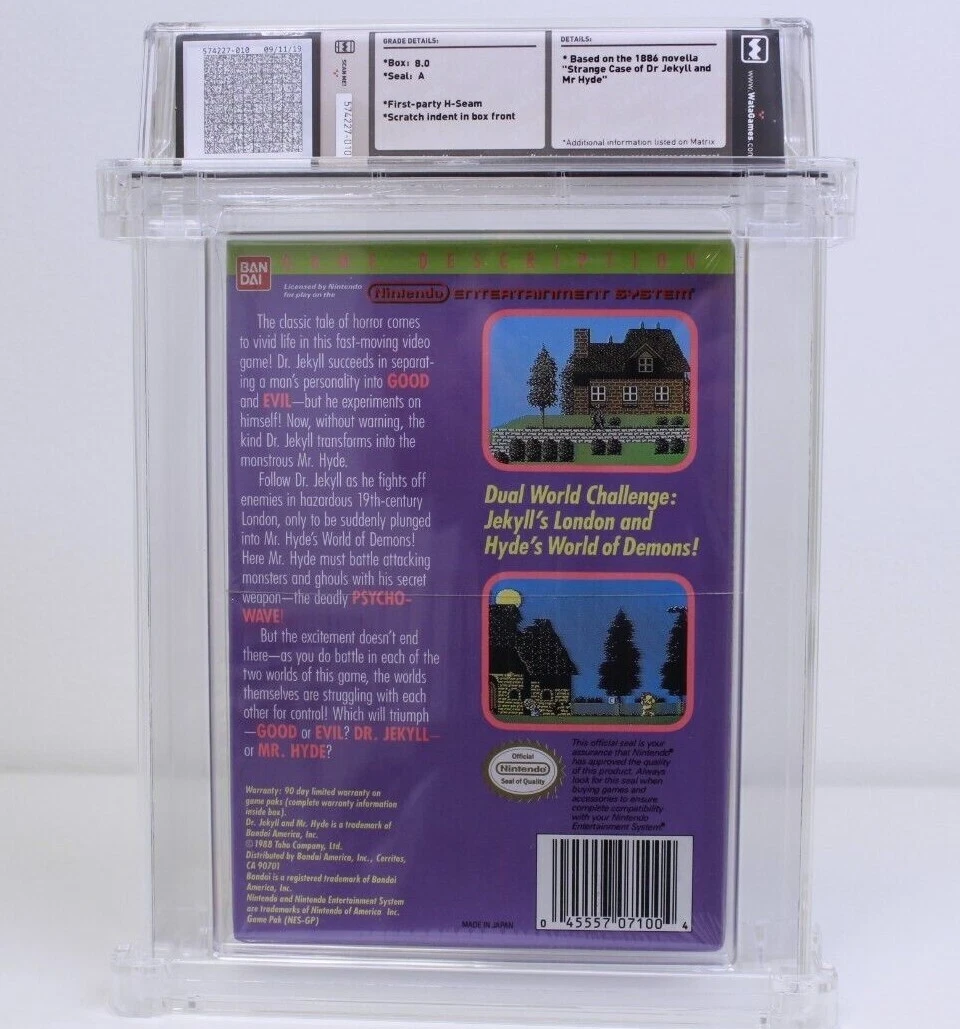 574227-010 09/11/19
SCAN ME!
574227-010
GRADE DETAILS:
*Box: 8.0
*Seal: A
*First-party H-Seam
*Scratch indent in box front
DETAILS:
* Based on the 1886 novella
"Strange Case of Dr Jekyll and
Mr Hyde"
*Additional information listed on Matrix
www.WataGames.com
BAN
DAI
GAME DESCRIPTION
Licensed by Nintendo
for play on the
Nintendo ENTERTAINMENT SYSTEM®
The classic tale of horror comes
to vivid life in this fast-moving video
game! Dr. Jekyll succeeds in separat-
ing a man's personality into GOOD
and EVIL—but he experiments on
himself! Now, without warning, the
kind Dr. Jekyll transforms into the
monstrous Mr. Hyde.
Follow Dr. Jekyll as he fights off
enemies in hazardous 19th-century
London, only to be suddenly plunged
into Mr. Hyde's World of Demons!
Here Mr. Hyde must battle attacking
monsters and ghouls with his secret
weapon—the deadly PSYCHO-
WAVE!
But the excitement doesn't end
there—as you do battle in each of the
two worlds of this game, the worlds
themselves are struggling with each
other for control! Which will triumph
—GOOD or EVIL? DR. JEKYLL—
or MR. HYDE?
Dual World Challenge:
Jekyll's London and
Hyde's World of Demons!
Warranty: 90 day limited warranty on
game paks (complete warranty information
inside box).
Dr. Jekyll and Mr. Hyde is a trademark of
Bandai America, Inc.
©1988 Toho Company, Ltd.
Distributed by Bandai America, Inc., Cerritos,
CA 90701
Bandai is a registered trademark of Bandai
America, Inc.
Nintendo and Nintendo Entertainment System
are trademarks of Nintendo of America Inc.
Game Pak (NES-GP)
Official
Nintendo
Seal of Quality
This official seal is your
assurance that Nintendo®
has approved the quality
of this product. Always
look for this seal when
buying games and
accessories to ensure
complete compatibility
with your Nintendo
Entertainment System®
MADE IN JAPAN
0 45557 07100 4